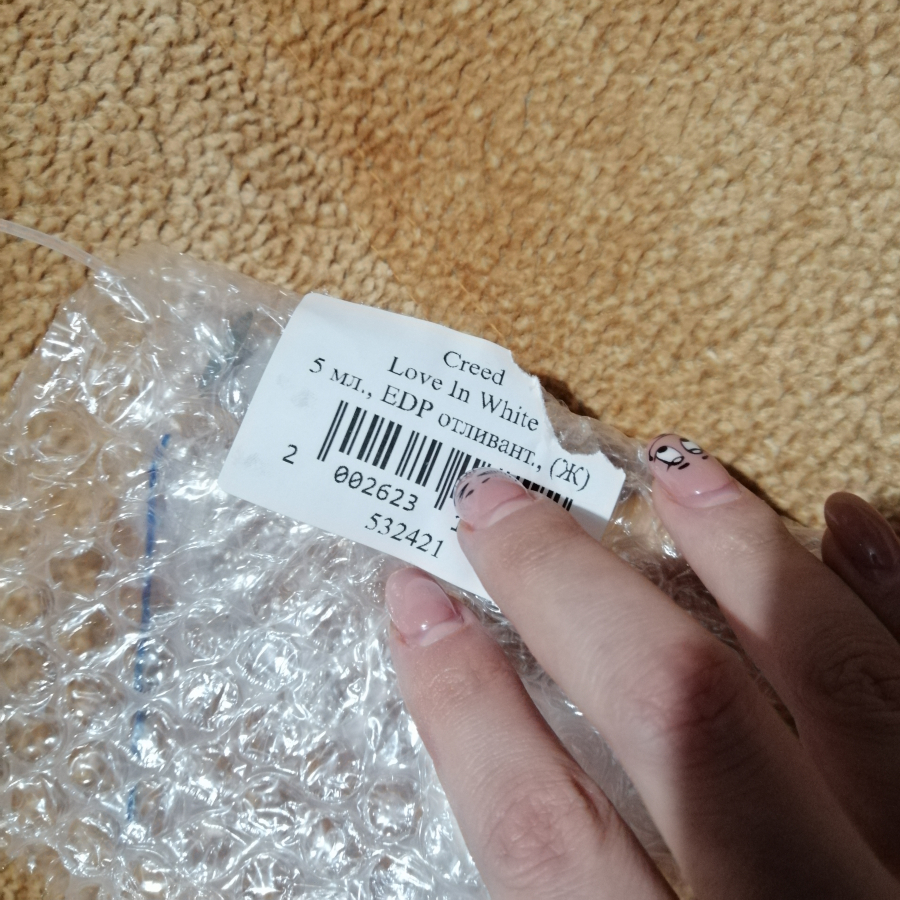 Creed
Love In White
5 мл., EDP отливант., (Ж)
2 002623
532421